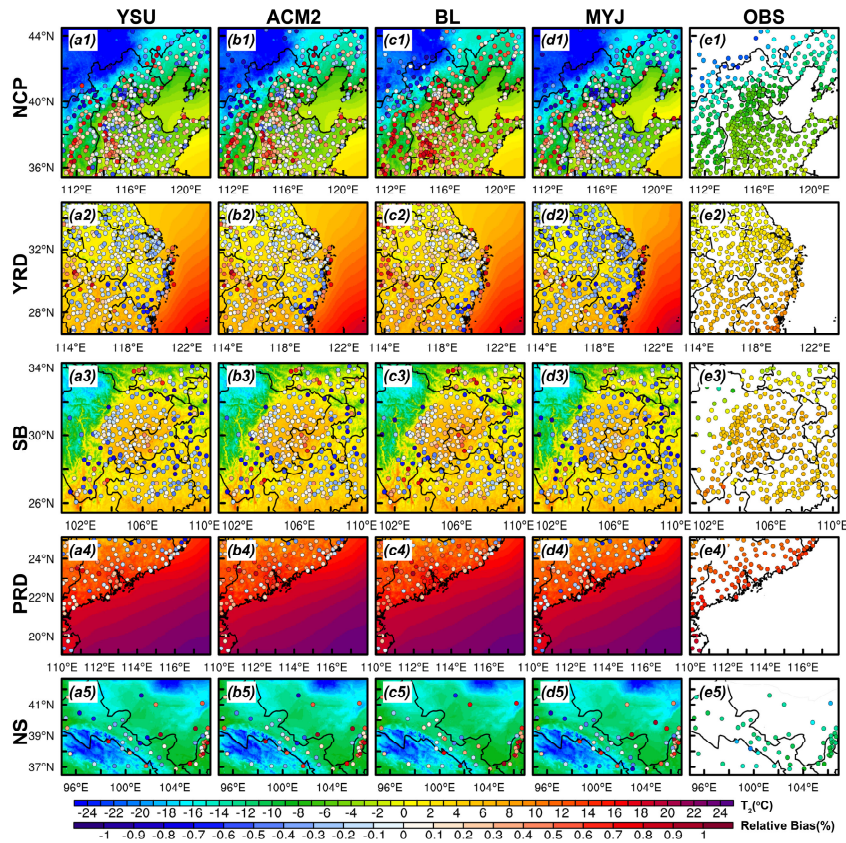 YSU ACM2 BL MYJ OBS
NCP
44°N
40°N
36°N
(a1) (b1) (c1) (d1) (e1)
112°E 116°E 120°E 112°E 116°E 120°E 112°E 116°E 120°E 112°E 116°E 120°E 112°E 116°E 120°E
YRD
32°N
28°N
(a2) (b2) (c2) (d2) (e2)
114°E 118°E 122°E 114°E 118°E 122°E 114°E 118°E 122°E 114°E 118°E 122°E 114°E 118°E 122°E
SB
34°N
30°N
26°N
(a3) (b3) (c3) (d3) (e3)
102°E 106°E 110°E 102°E 106°E 110°E 102°E 106°E 110°E 102°E 106°E 110°E 102°E 106°E 110°E
PRD
24°N
22°N
20°N
(a4) (b4) (c4) (d4) (e4)
110°E 112°E 114°E 116°E 110°E 112°E 114°E 116°E 110°E 112°E 114°E 116°E 110°E 112°E 114°E 116°E 110°E 112°E 114°E 116°E
NS
41°N
39°N
37°N
(a5) (b5) (c5) (d5) (e5)
96°E 100°E 104°E 96°E 100°E 104°E 96°E 100°E 104°E 96°E 100°E 104°E 96°E 100°E 104°E
-24 -22 -20 -18 -16 -14 -12 -10 -8 -6 -4 -2 0 2 4 6 8 10 12 14 16 18 20 22 24 T₂(°C)
-1 -0.9 -0.8 -0.7 -0.6 -0.5 -0.4 -0.3 -0.2 -0.1 0 0.1 0.2 0.3 0.4 0.5 0.6 0.7 0.8 0.9 1 Relative Bias(%)